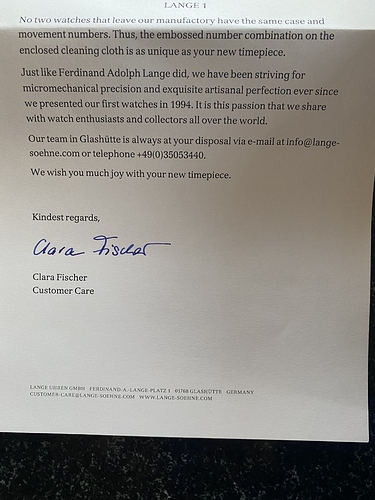 LANGE 1
No two watches that leave our manufactory have the same case and
movement numbers. Thus, the embossed number combination on
the enclosed cleaning cloth is as unique as your new timepiece.
Just like Ferdinand Adolph Lange did, we have been striving for
micromechanical precision and exquisite artisanal perfection ever since
we presented our first watches in 1994. It is this passion that we share
with watch enthusiasts and collectors all over the world.
Our team in Glashütte is always at your disposal via e-mail at info@lange-
soehne.com or telephone +49(0)35053440.
We wish you much joy with your new timepiece.
Kindest regards,
Clara Fischer
Clara Fischer
Customer Care
LANGE UHREN GMBH FERDINAND-A.-LANGE-PLATZ 1 01768 GLASHÜTTE GERMANY
CUSTOMER-CARE@LANGE-SOEHNE.COM WWW.LANGE-SOEHNE.COM